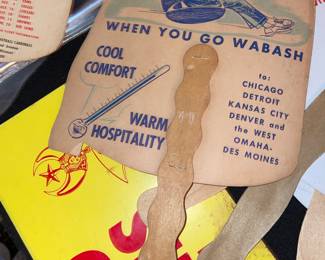 WHEN YOU GO WABASH
COOL
COMFORT
WARM
HOSPITALITY
to:
CHICAGO
DETROIT
KANSAS CITY
DENVER and
the WEST
OMAHA-
DES MOINES